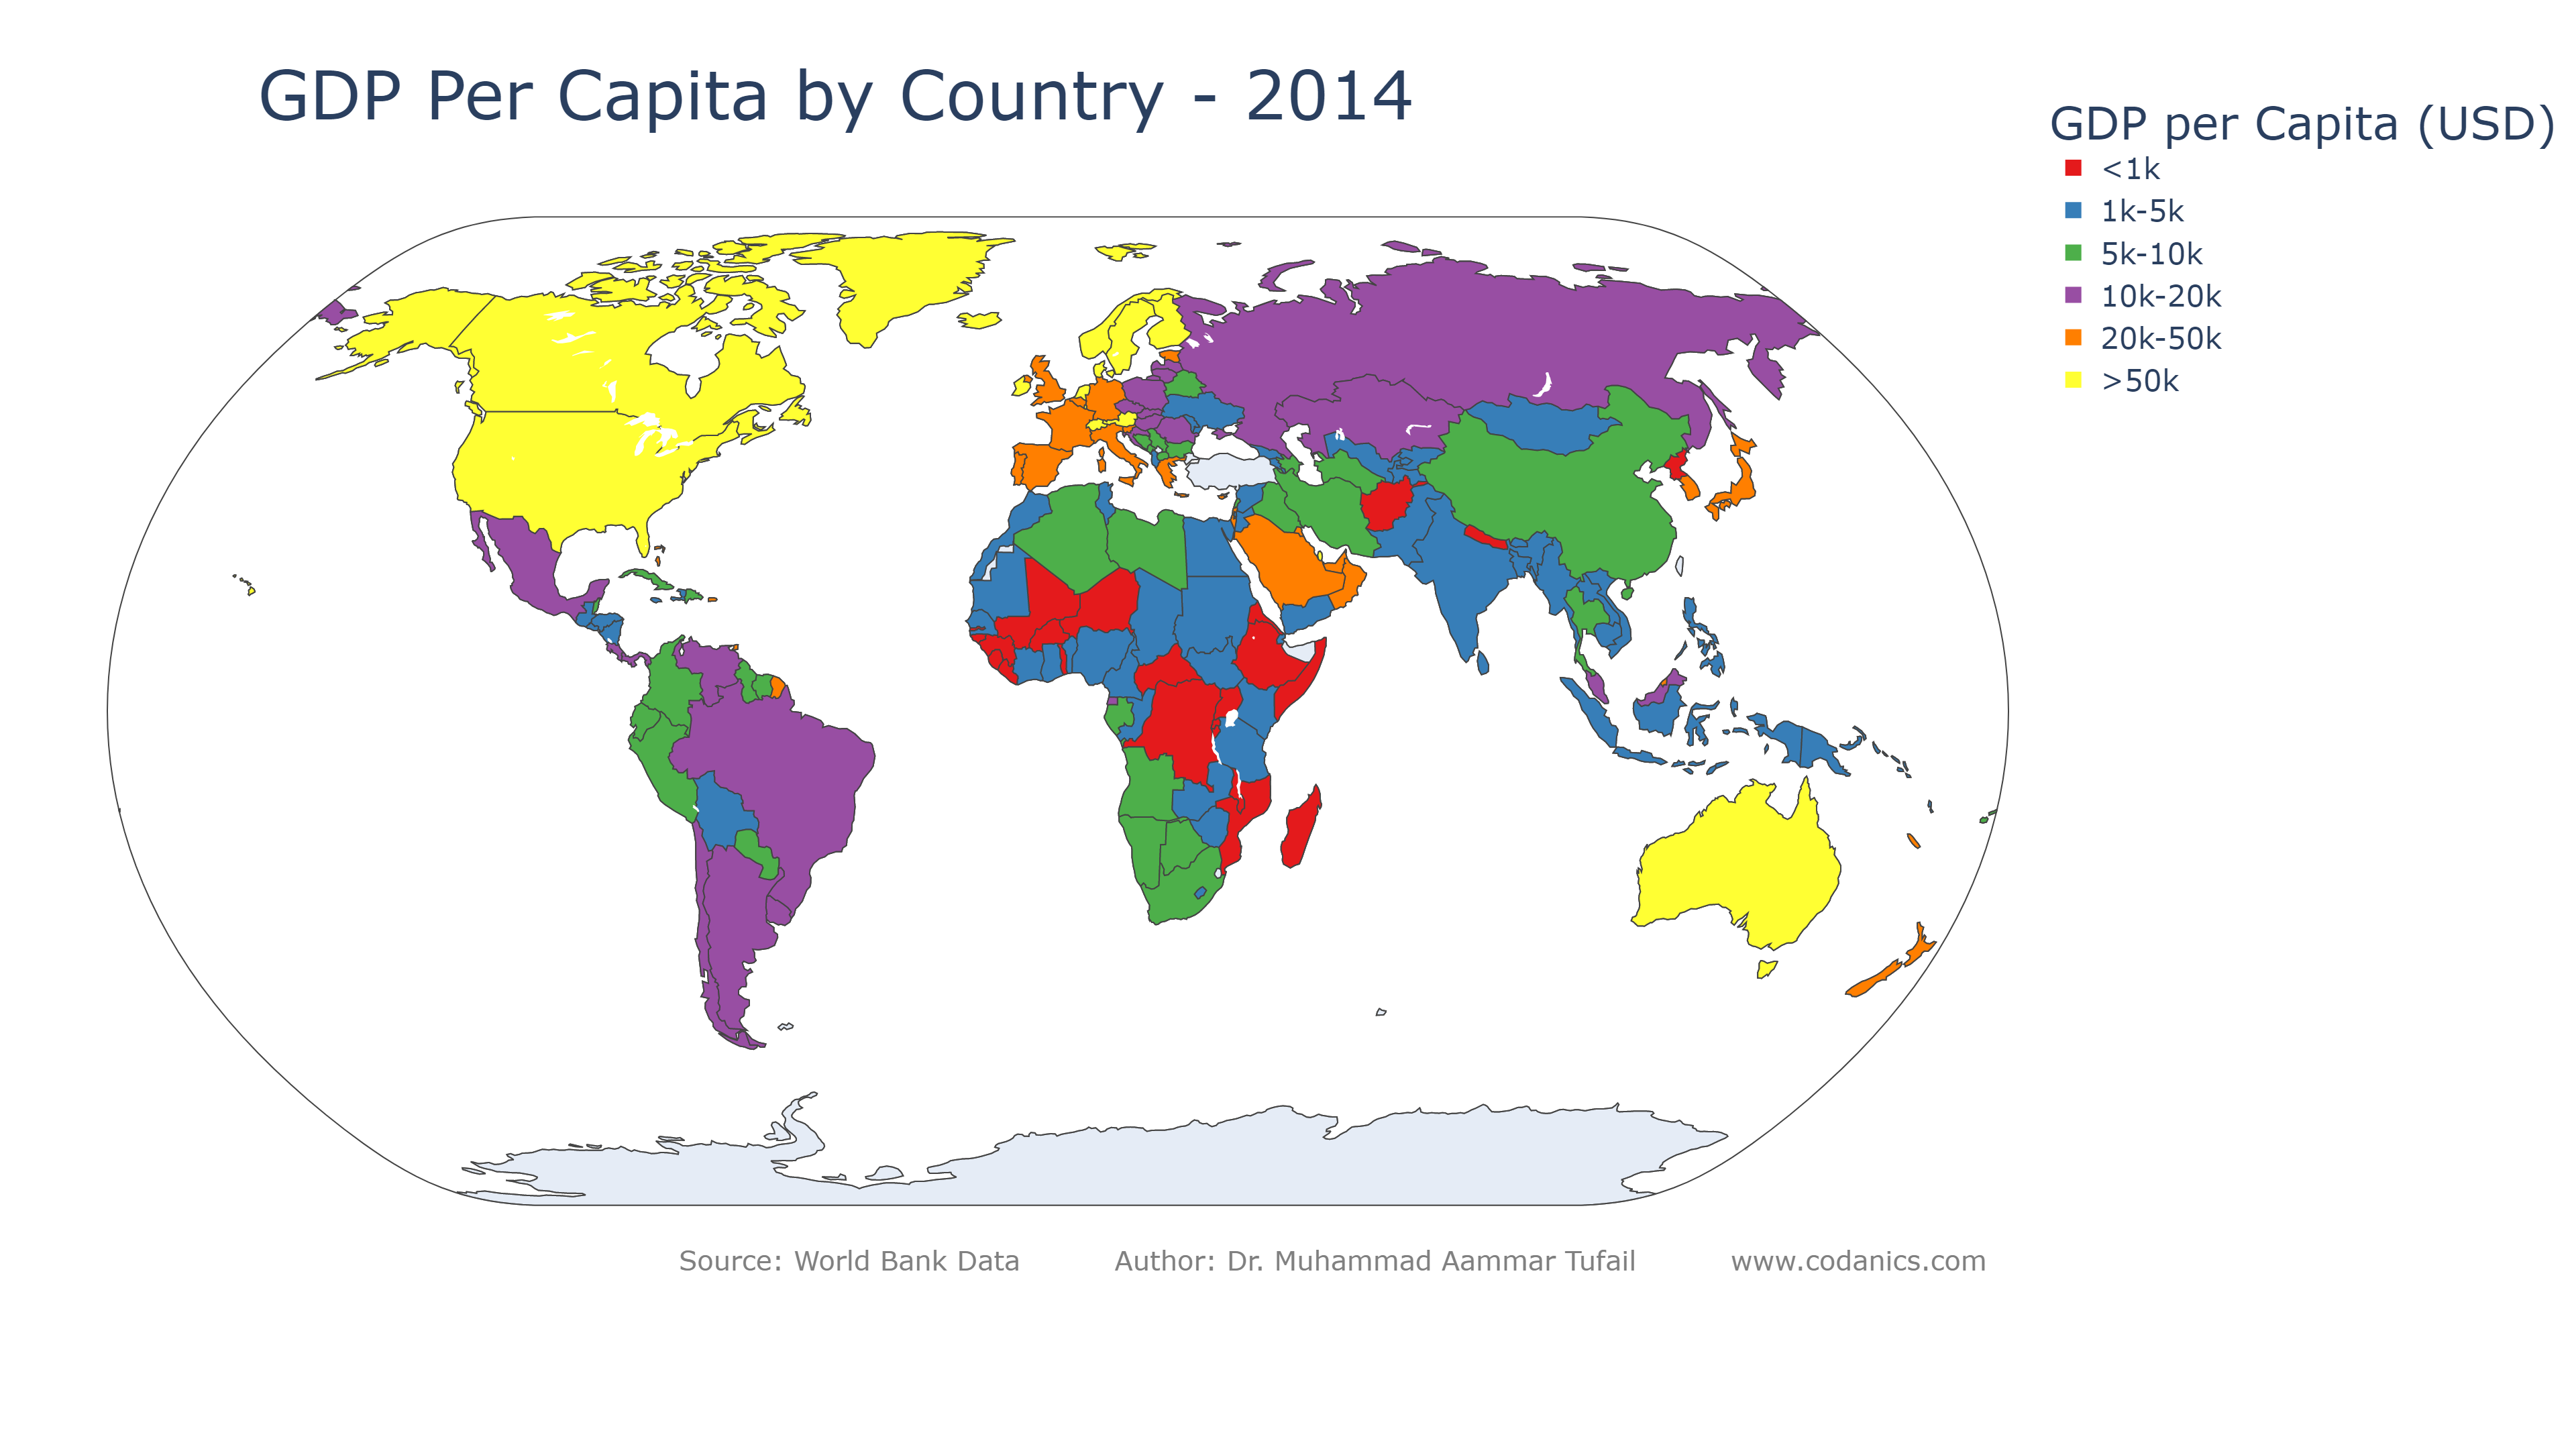 GDP Per Capita by Country - 2014
GDP per Capita (USD)
<1k
1k-5k
5k-10k
10k-20k
20k-50k
>50k
Source: World Bank Data Author: Dr. Muhammad Aammar Tufail www.codanics.com